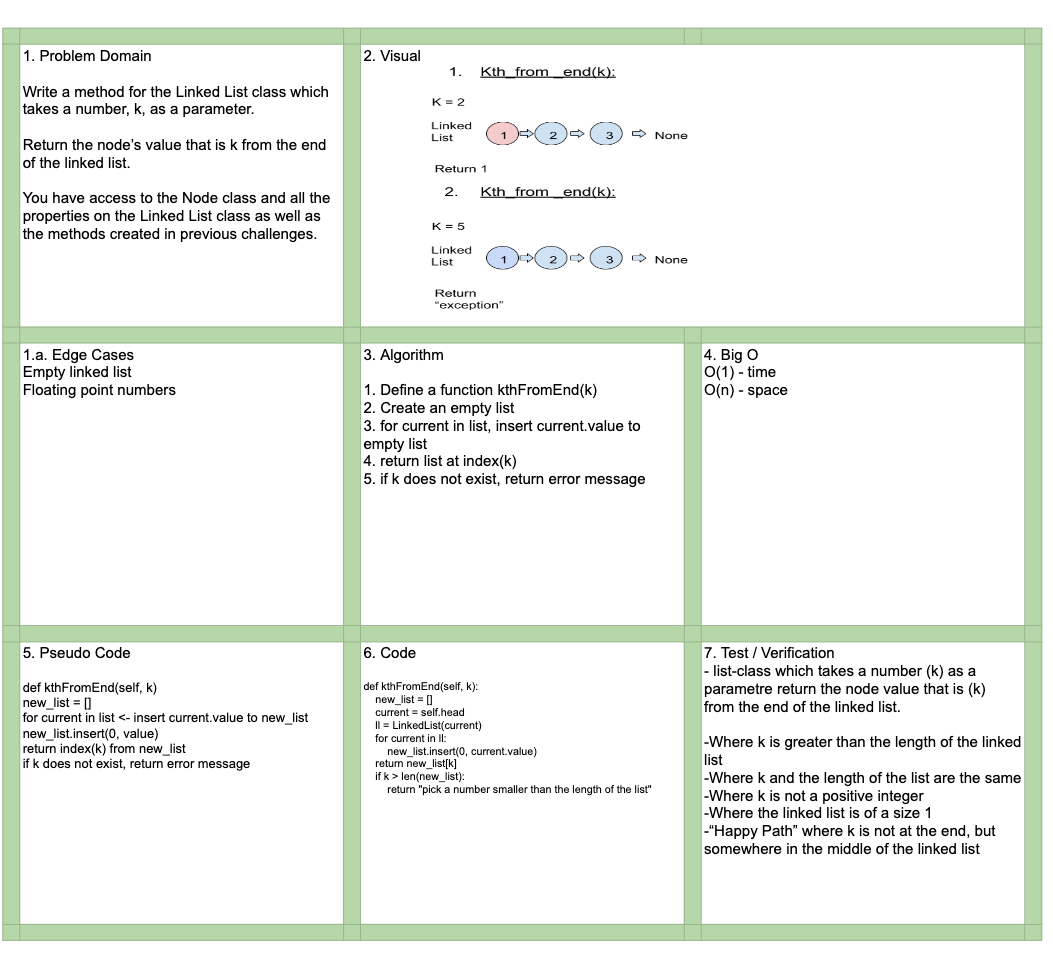 1. Problem Domain
Write a method for the Linked List class which
takes a number, k, as a parameter.
Return the node's value that is k from the end
of the linked list.
You have access to the Node class and all the
properties on the Linked List class as well as
the methods created in previous challenges.
2. Visual
1. Kth_from _end(k):
K = 2
Linked
List
1 2 3 None
Return 1
2. Kth_from _end(k):
K = 5
Linked
List
1 2 3 None
Return
“exception”
1.a. Edge Cases
Empty linked list
Floating point numbers
3. Algorithm
1. Define a function kthFromEnd(k)
2. Create an empty list
3. for current in list, insert current.value to
empty list
4. return list at index(k)
5. if k does not exist, return error message
4. Big O
O(1) - time
O(n) - space
5. Pseudo Code
def kthFromEnd(self, k)
new_list = []
for current in list <- insert current.value to new_list
new_list.insert(0, value)
return index(k) from new_list
if k does not exist, return error message
6. Code
def kthFromEnd(self, k):
new_list = []
current = self.head
ll = LinkedList(current)
for current in ll:
new_list.insert(0, current.value)
return new_list[k]
if k > len(new_list):
return "pick a number smaller than the length of the list"
7. Test / Verification
- list-class which takes a number (k) as a
parametre return the node value that is (k)
from the end of the linked list.
-Where k is greater than the length of the linked
list
-Where k and the length of the list are the same
-Where k is not a positive integer
-Where the linked list is of a size 1
-“Happy Path” where k is not at the end, but
somewhere in the middle of the linked list